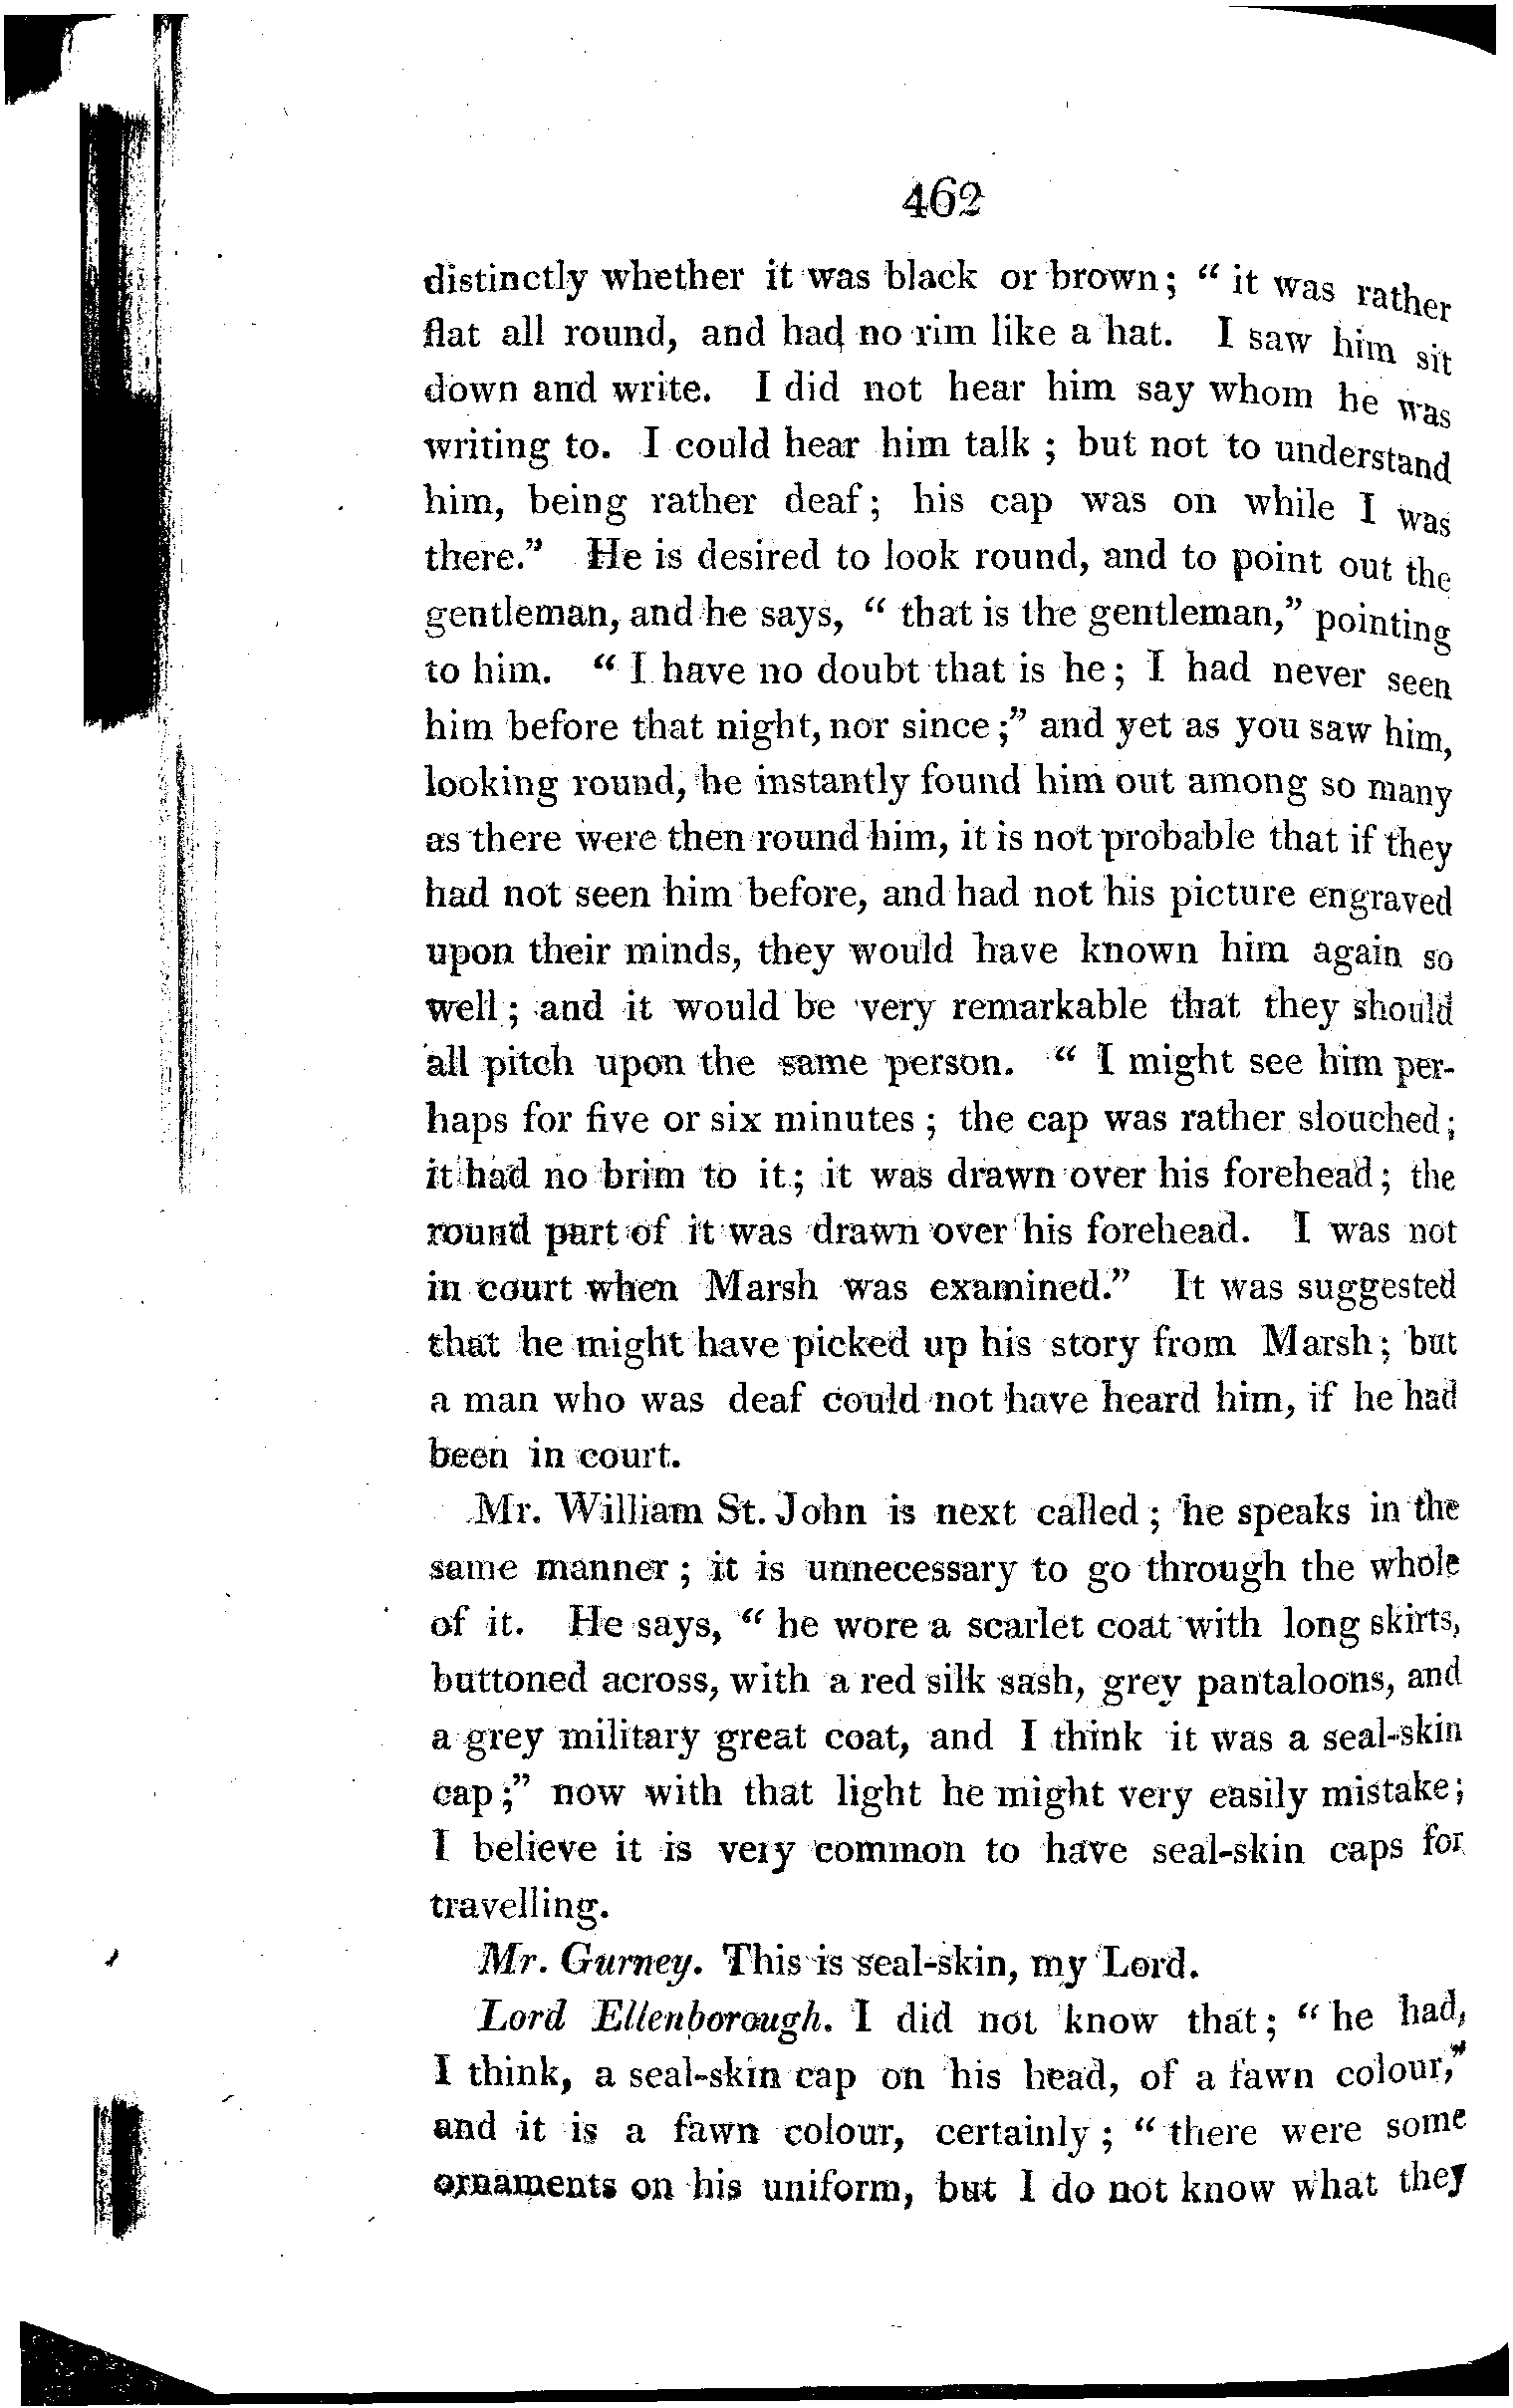 462
distinctly whether it was black or brown; “ it was rather
flat all round, and had no rim like a hat. I saw him sit
down and write. I did not hear him say whom he was
writing to. I could hear him talk ; but not to understand
him, being rather deaf; his cap was on while I was
there.” He is desired to look round, and to point out the
gentleman, and he says, “ that is the gentleman,” pointing
to him. “ I have no doubt that is he; I had never seen
him before that night, nor since ;” and yet as you saw him,
looking round, he instantly found him out among so many
as there were then round him, it is not probable that if they
had not seen him before, and had not his picture engraved
upon their minds, they would have known him again so
well ; and it would be very remarkable that they should
all pitch upon the same person. “ I might see him per-
haps for five or six minutes ; the cap was rather slouched;
it had no brim to it; it was drawn over his forehead; the
round part of it was drawn over his forehead. I was not
in court when Marsh was examined.” It was suggested
that he might have picked up his story from Marsh; but
a man who was deaf could not have heard him, if he had
been in court.
Mr. William St. John is next called ; he speaks in the
same manner ; it is unnecessary to go through the whole
of it. He says, “ he wore a scarlet coat with long skirts,
buttoned across, with a red silk sash, grey pantaloons, and
a grey military great coat, and I think it was a seal-skin
cap ;” now with that light he might very easily mistake;
I believe it is very common to have seal-skin caps for
travelling.
Mr. Gurney. This is seal-skin, my Lord.
Lord Ellenborough. I did not know that; “ he had,
I think, a seal-skin cap on his head, of a fawn colour,”
and it is a fawn colour, certainly ; “ there were some
ornaments on his uniform, but I do not know what they